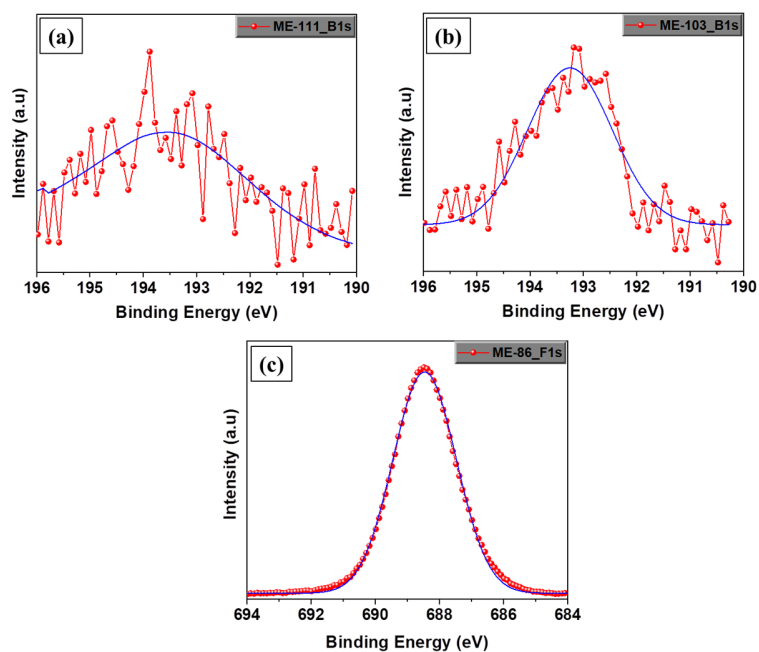 (a)
ME-111_B1s
Intensity (a.u)
196 195 194 193 192 191 190
Binding Energy (eV)
(b)
ME-103_B1s
Intensity (a.u)
196 195 194 193 192 191 190
Binding Energy (eV)
(c)
ME-86_F1s
Intensity (a.u)
694 692 690 688 686 684
Binding Energy (eV)